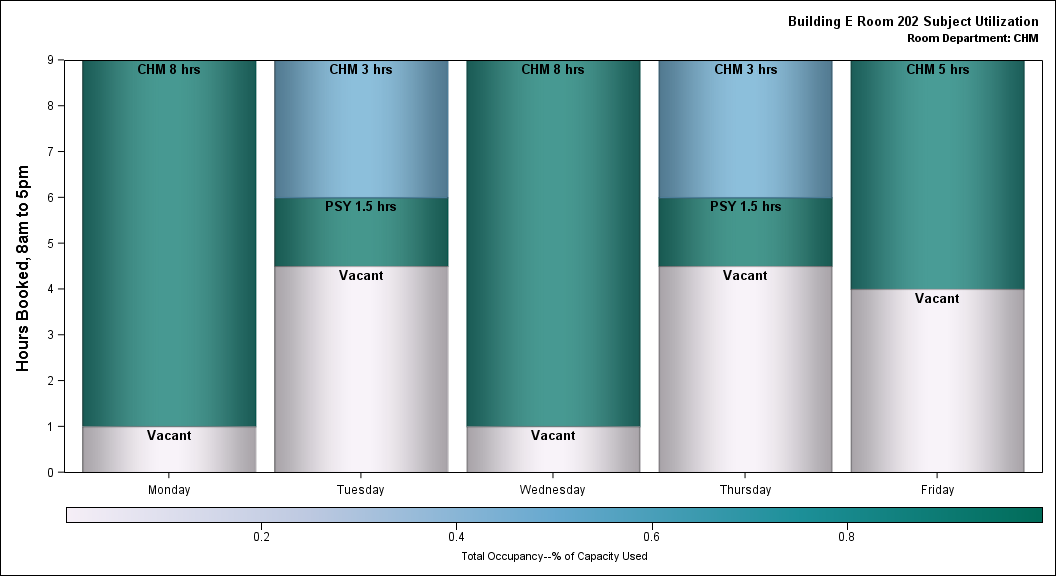 Building E Room 202 Subject Utilization
Room Department: CHM
Hours Booked, 8am to 5pm
9
8
7
6
5
4
3
2
1
0
CHM 8 hrs
Vacant
CHM 3 hrs
PSY 1.5 hrs
Vacant
CHM 8 hrs
Vacant
CHM 3 hrs
PSY 1.5 hrs
Vacant
CHM 5 hrs
Vacant
Monday Tuesday Wednesday Thursday Friday
0.2 0.4 0.6 0.8
Total Occupancy--% of Capacity Used